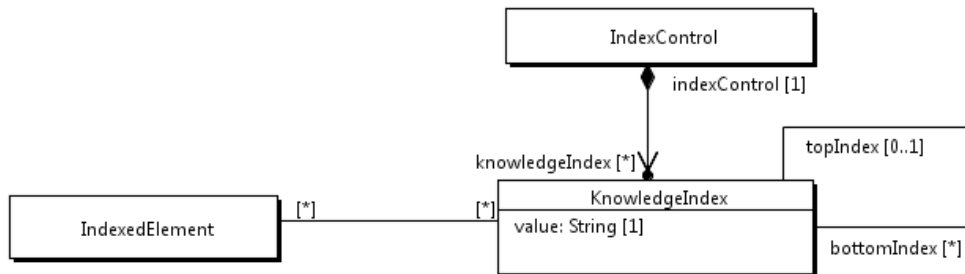 IndexControl
indexControl [1]
topIndex [0..1]
knowledgeIndex [*]
KnowledgeIndex
[*]
[*]
IndexedElement
value: String [1]
bottomIndex [*]